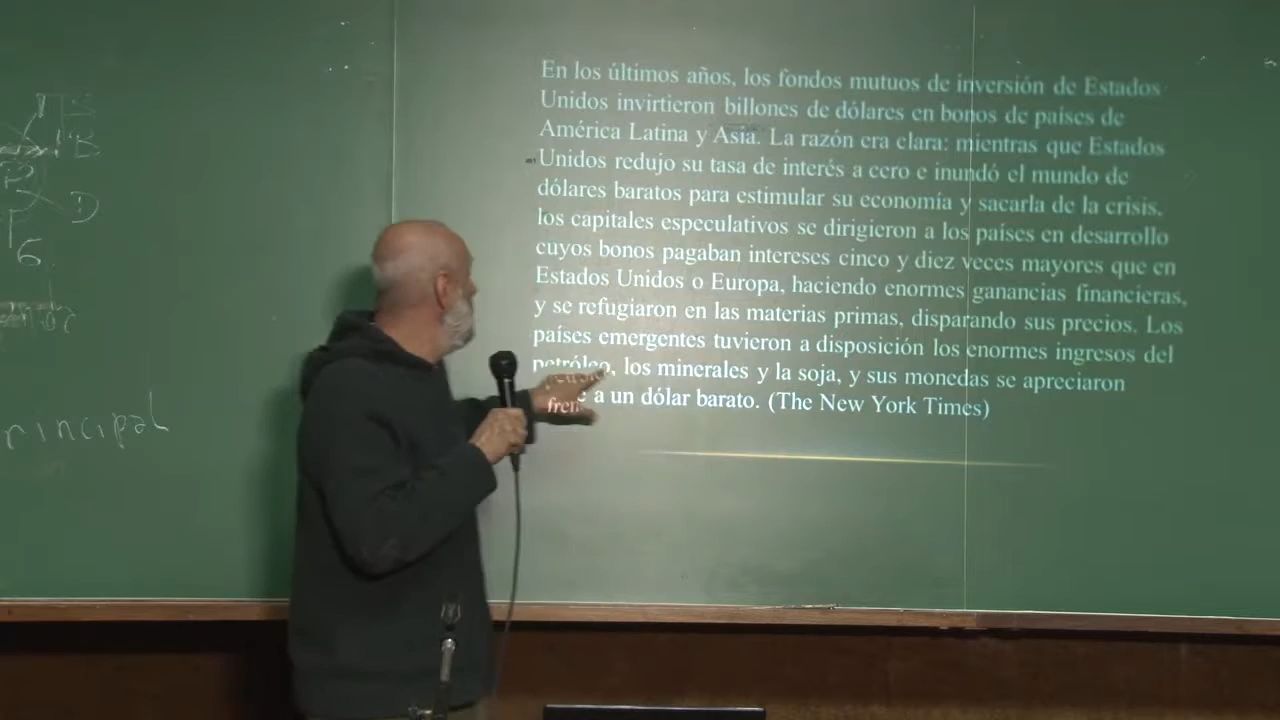 En los últimos años, los fondos mutuos de inversión de Estados
Unidos invirtieron billones de dólares en bonos de países de
América Latina y Asia. La razón era clara: mientras que Estados
Unidos redujo su tasa de interés a cero e inundó el mundo de
dólares baratos para estimular su economía y sacarla de la crisis,
los capitales especulativos se dirigieron a los países en desarrollo
cuyos bonos pagaban intereses cinco y diez veces mayores que en
Estados Unidos o Europa, haciendo enormes ganancias financieras,
y se refugiaron en las materias primas, disparando sus precios. Los
países emergentes tuvieron a disposición los enormes ingresos del
petróleo, los minerales y la soja, y sus monedas se apreciaron
a un dólar barato. (The New York Times)
B
D
6
rincipal